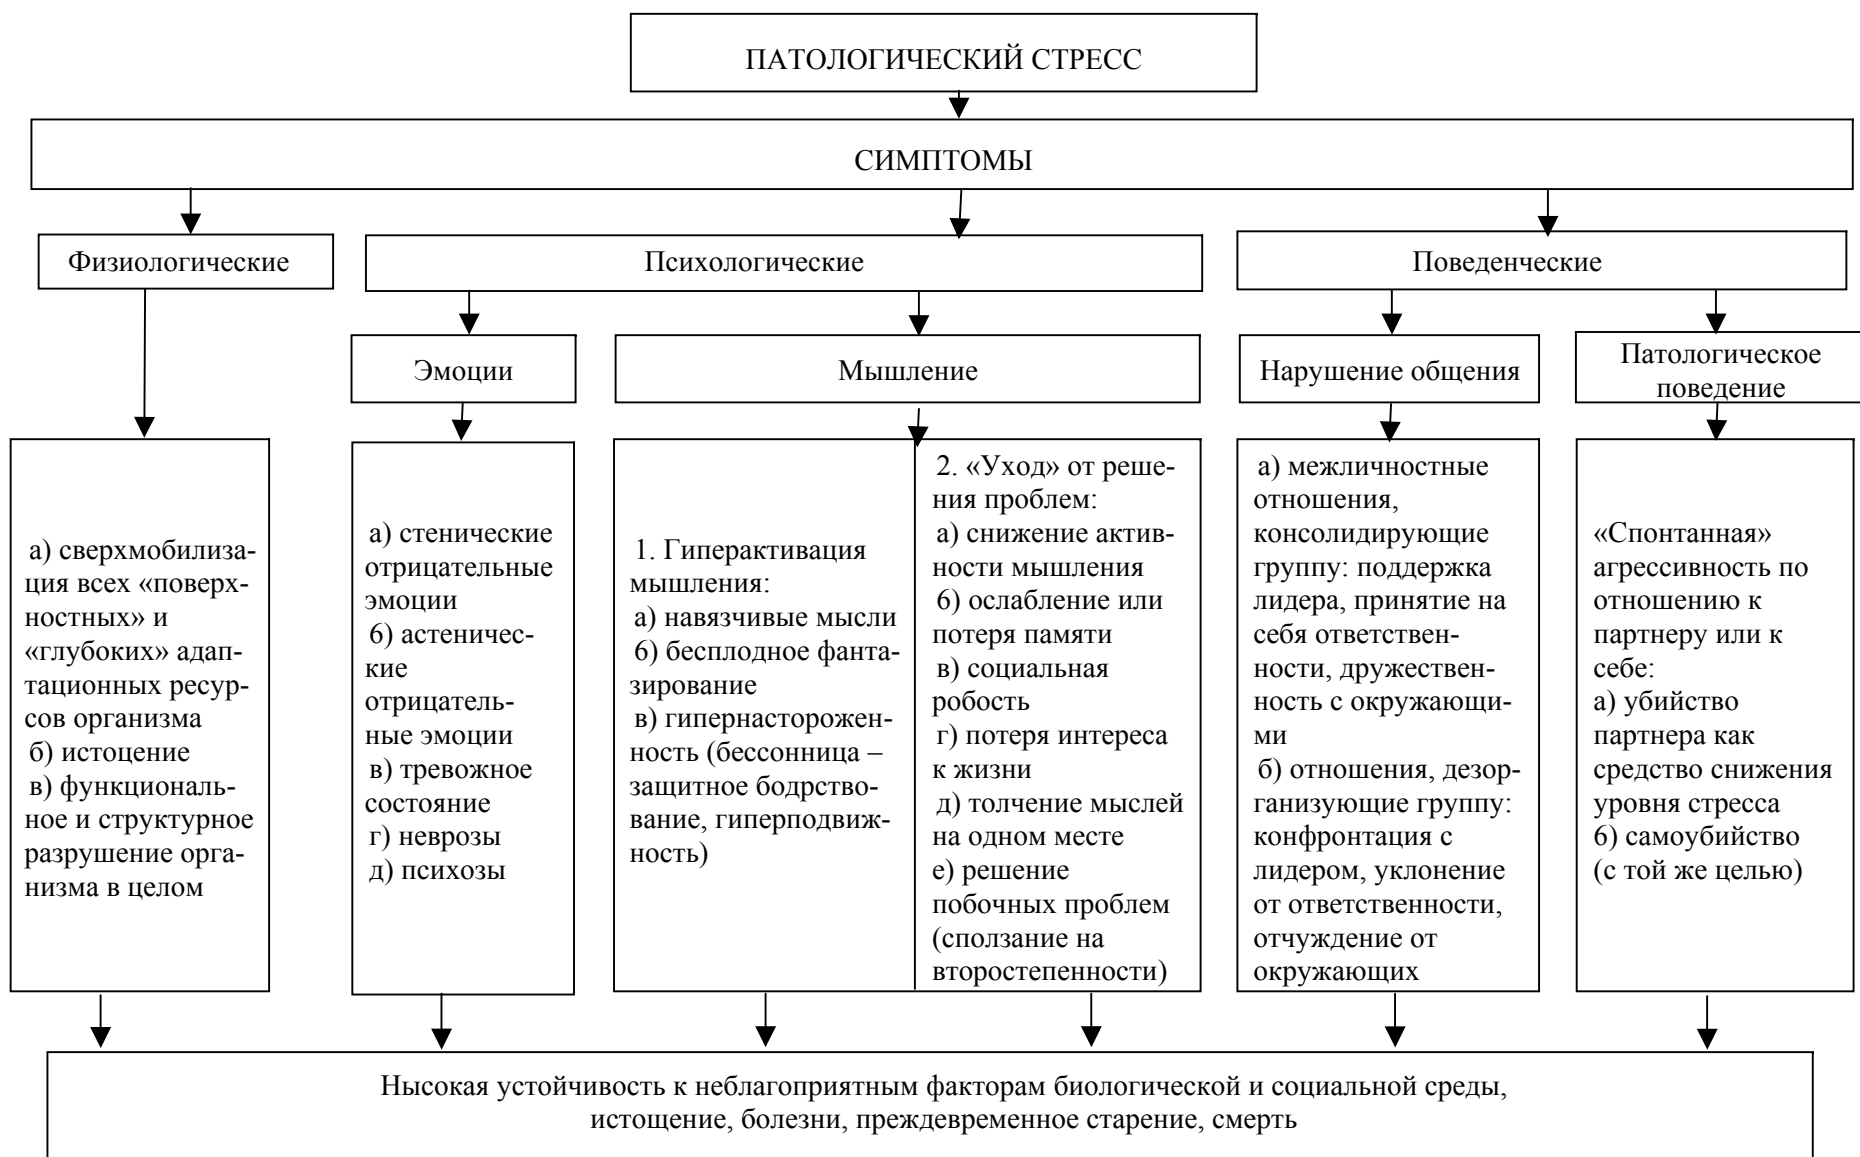 ПАТОЛОГИЧЕСКИЙ СТРЕСС
СИМПТОМЫ
Физиологические
Психологические
Поведенческие
Эмоции
Мышление
Нарушение общения
Патологическое
поведение
а) сверхмобилиза-
ция всех «поверх-
ностных» и
«глубоких» адап-
тационных ресур-
сов организма
б) истоцение
в) функциональ-
ное и структурное
разрушение орга-
низма в целом
а) стенические
отрицательные
эмоции
6) астеничес-
кие
отрицатель-
ные эмоции
в) тревожное
состояние
г) неврозы
д) психозы
1. Гиперактивация
мышления:
а) навязчивые мысли
6) бесплодное фанта-
зирование
в) гипернасторожен-
ность (бессонница –
защитное бодрство-
вание, гиперподвиж-
ность)
2. «Уход» от реше-
ния проблем:
а) снижение актив-
ности мышления
6) ослабление или
потеря памяти
в) социальная
робость
г) потеря интереса
к жизни
д) толчение мыслей
на одном месте
е) решение
побочных проблем
(сползание на
второстепенности)
а) межличностные
отношения,
консолидирующие
группу: поддержка
лидера, принятие на
себя ответствен-
ности, дружествен-
ность с окружающи-
ми
б) отношения, дезор-
ганизующие группу:
конфронтация с
лидером, уклонение
от ответственности,
отчуждение от
окружающих
«Спонтанная»
агрессивность по
отношению к
партнеру или к
себе:
а) убийство
партнера как
средство снижения
уровня стресса
6) самоубийство
(с той же целью)
Нысокая устойчивость к неблагоприятным факторам биологической и социальной среды,
истощение, болезни, преждевременное старение, смерть